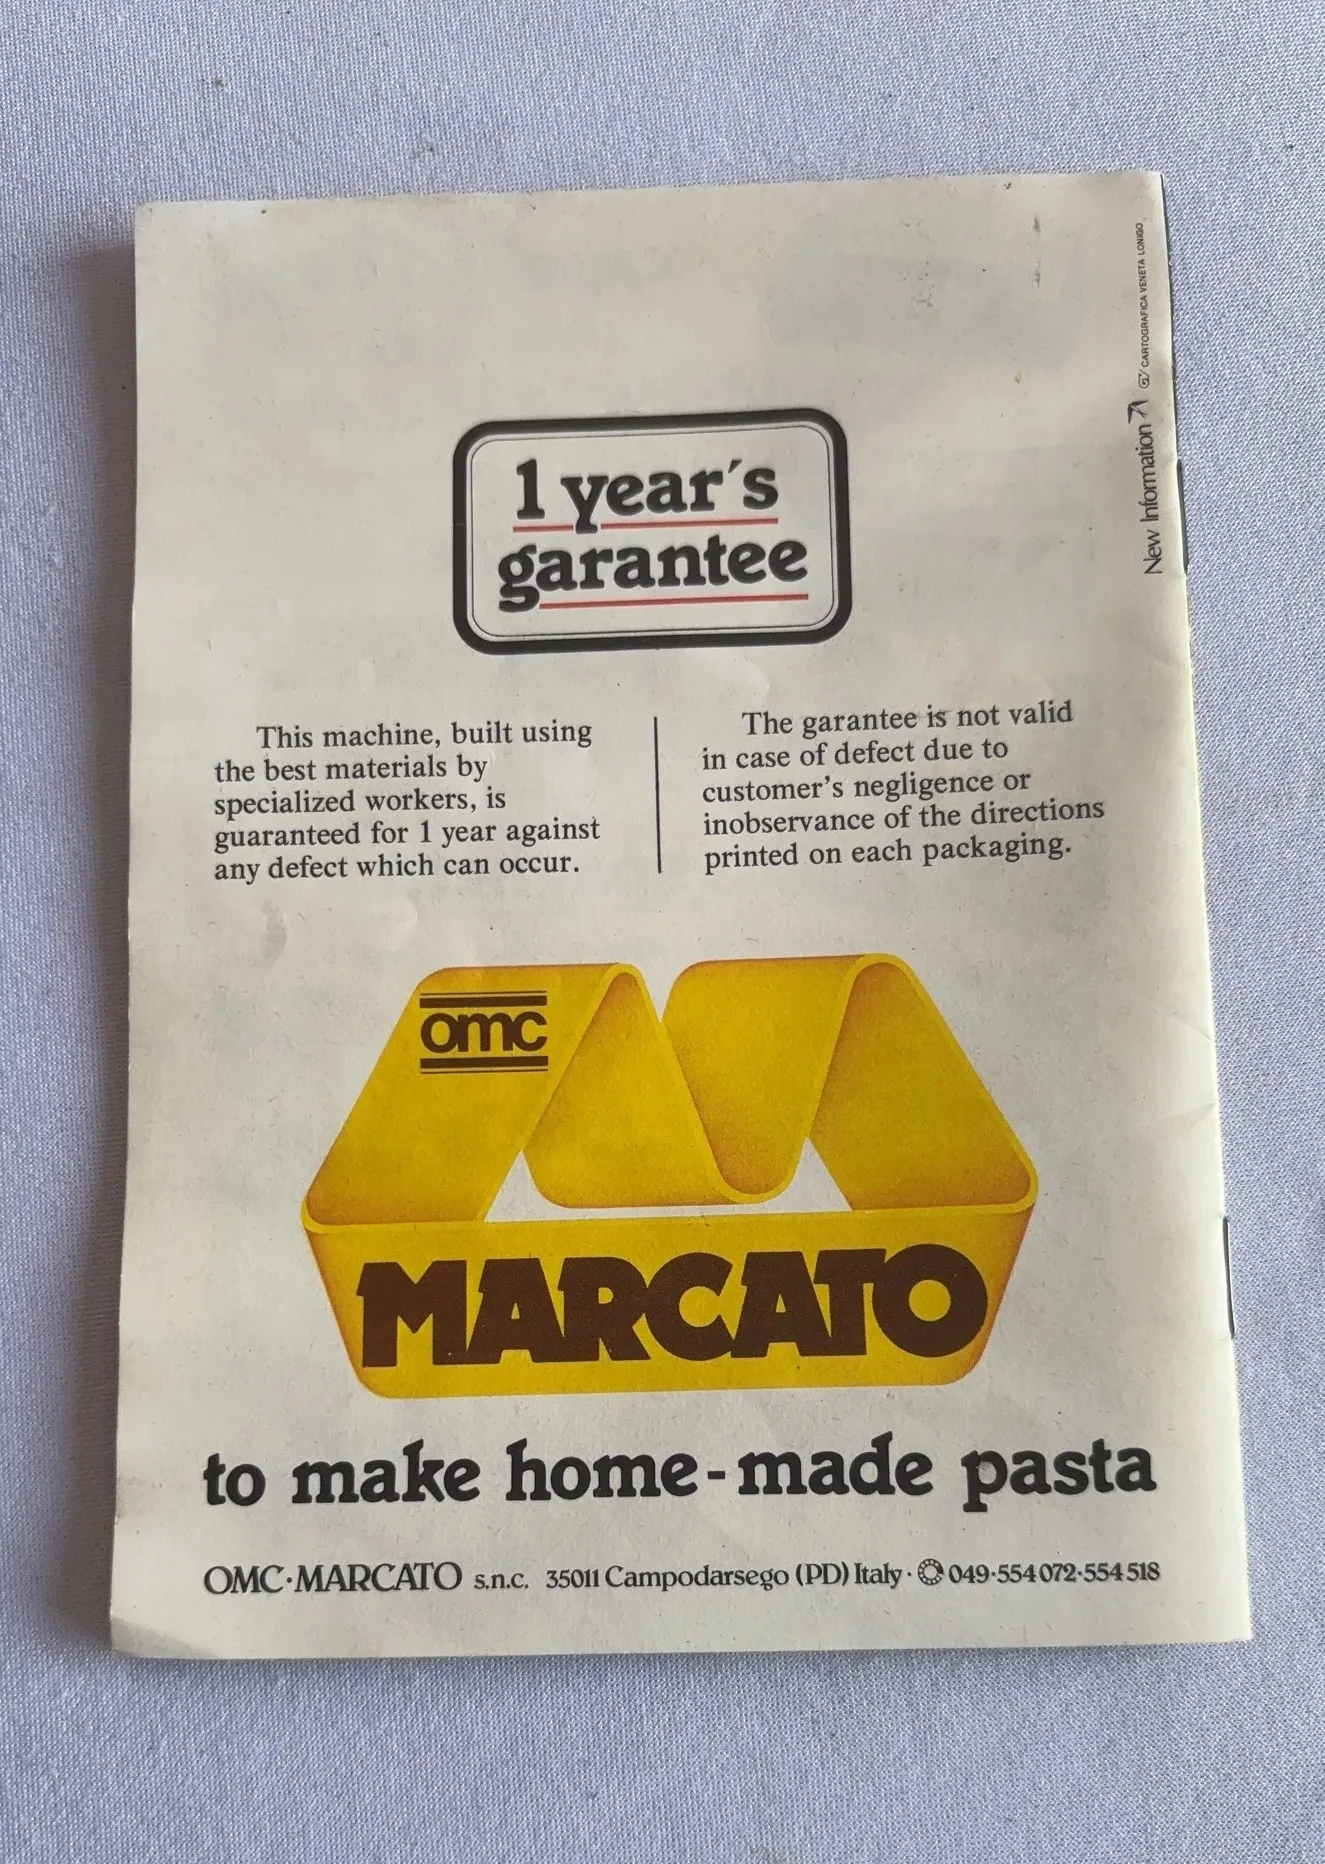 1 year´s
garantee
This machine, built using
the best materials by
specialized workers, is
guaranteed for 1 year against
any defect which can occur.
The garantee is not valid
in case of defect due to
customer's negligence or
inobservance of the directions
printed on each packaging.
omc
MARCATO
to make home-made pasta
OMC·MARCATO s.n.c. 35011 Campodarsego (PD) Italy · 049·554072·554518
New Information CARTOGRAFICA VENETA LONIGO